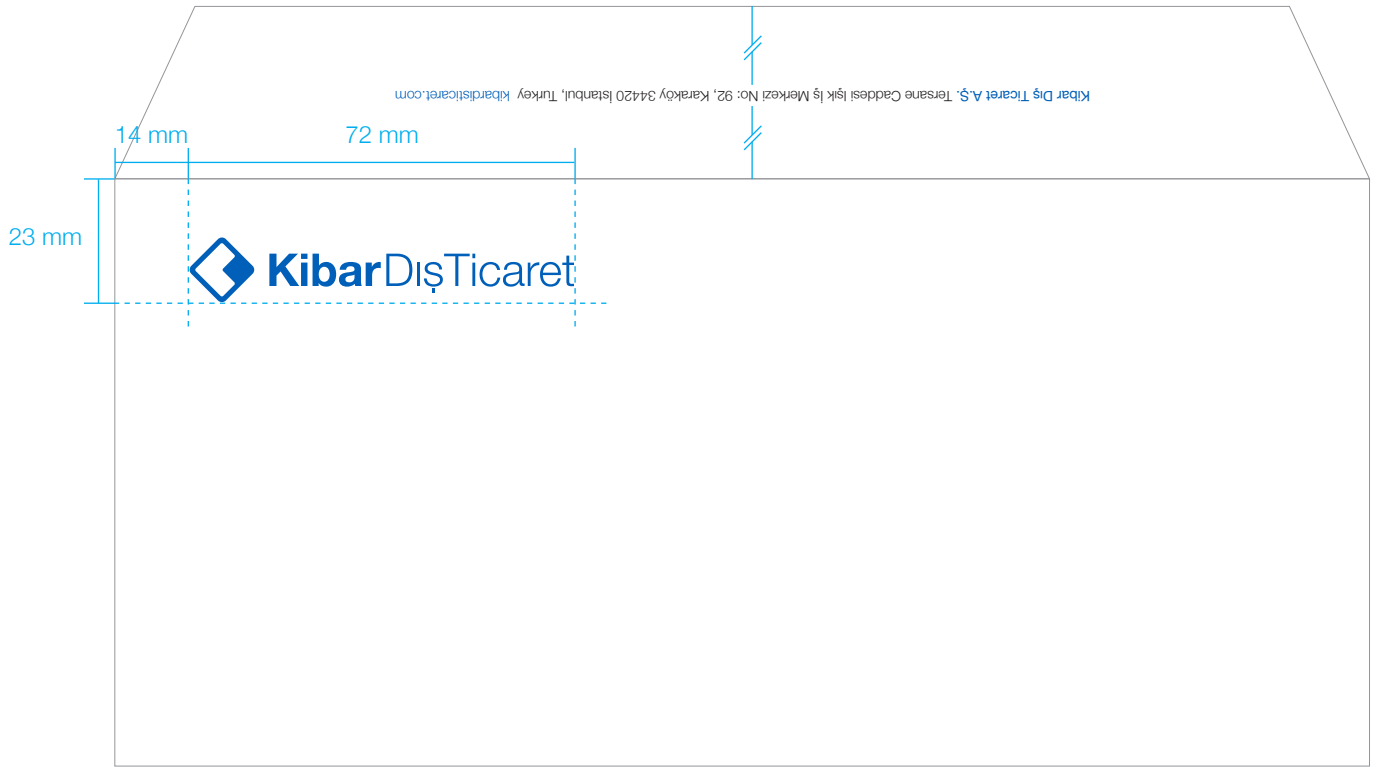 Kibar Dış Ticaret A.Ş. Tersane Caddesi Işık İş Merkezi No: 92, Karaköy 34420 İstanbul, Turkey kibardisticaret.com
14 mm
72 mm
23 mm
KibarDışTicaret